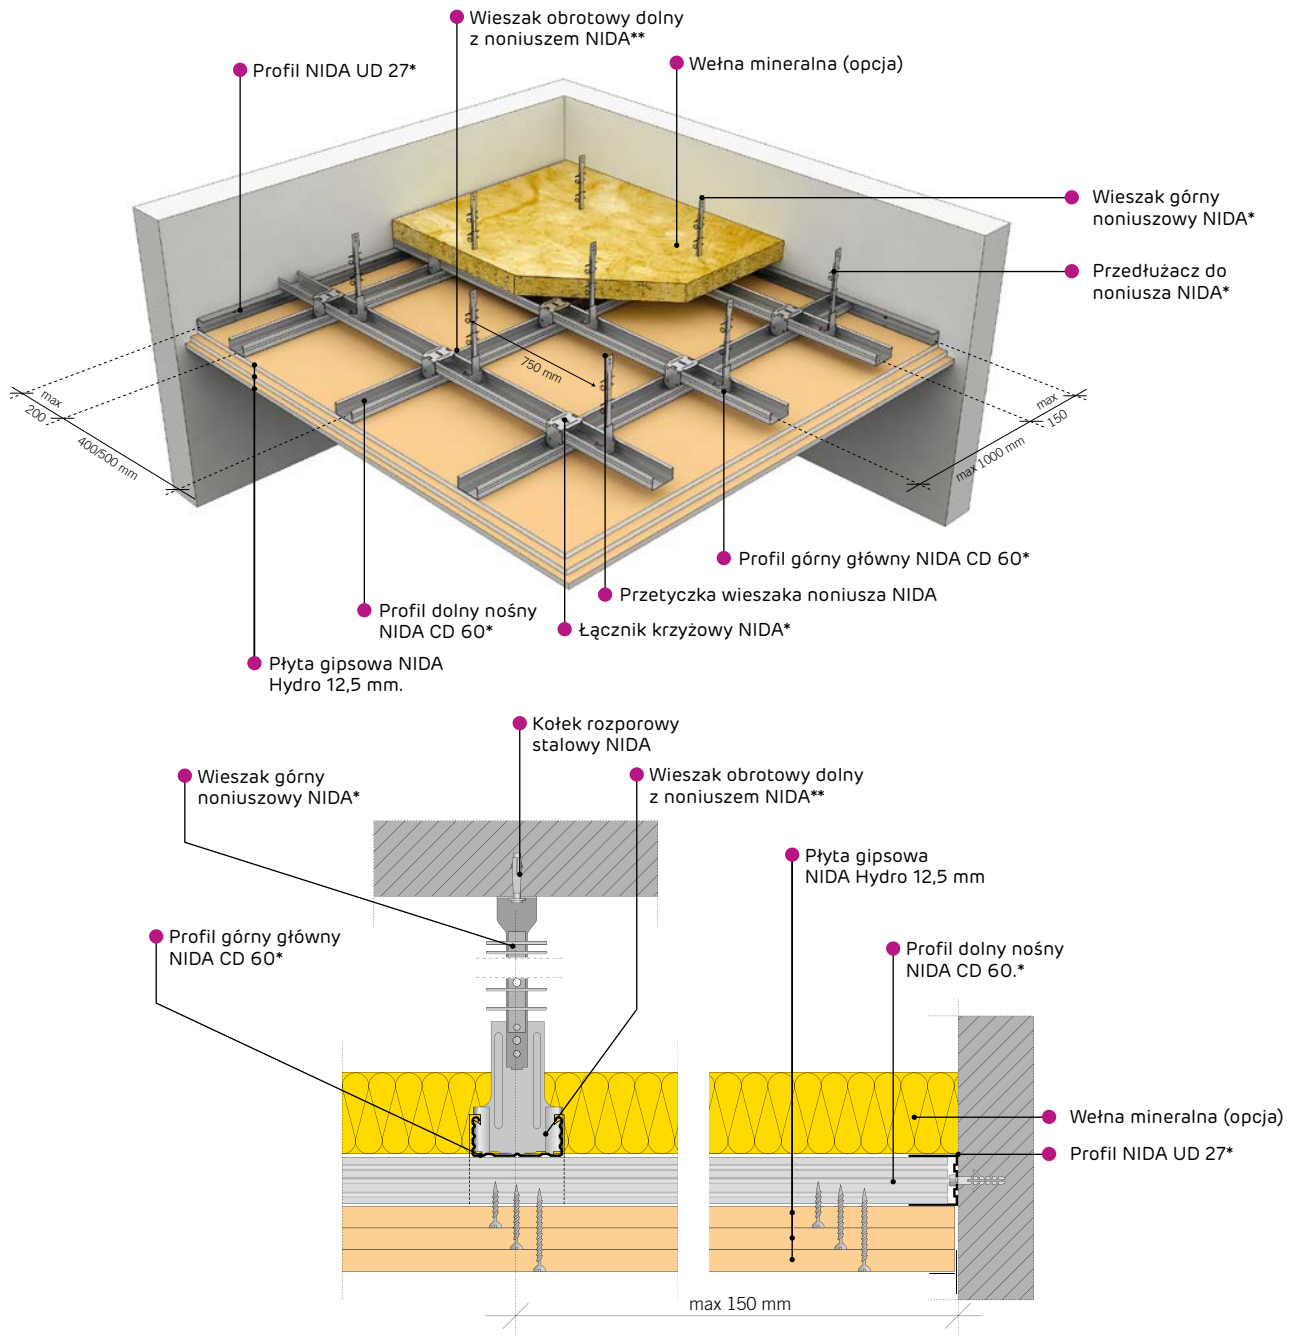 Wieszak obrotowy dolny
z noniuszem NIDA**
Profil NIDA UD 27*
Wełna mineralna (opcja)
Wieszak górny
noniuszowy NIDA*
Przedłużacz do
noniusza NIDA*
750 mm
max
200
400/500 mm
max
150
max 1000 mm
Profil górny główny NIDA CD 60*
Przetyczka wieszaka noniusza NIDA
Profil dolny nośny
NIDA CD 60*
Łącznik krzyżowy NIDA*
Płyta gipsowa NIDA
Hydro 12,5 mm.
Kołek rozporowy
stalowy NIDA
Wieszak górny
noniuszowy NIDA*
Wieszak obrotowy dolny
z noniuszem NIDA**
Płyta gipsowa
NIDA Hydro 12,5 mm
Profil górny główny
NIDA CD 60*
Profil dolny nośny
NIDA CD 60.*
Wełna mineralna (opcja)
Profil NIDA UD 27*
max 150 mm